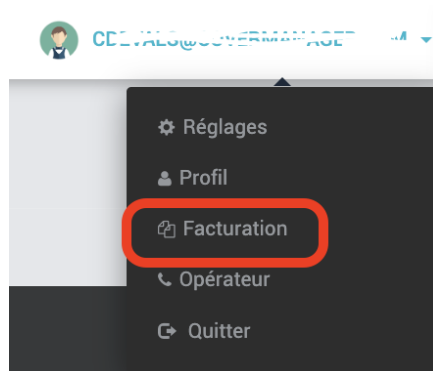 Réglages
Profil
Facturation
Opérateur
Quitter